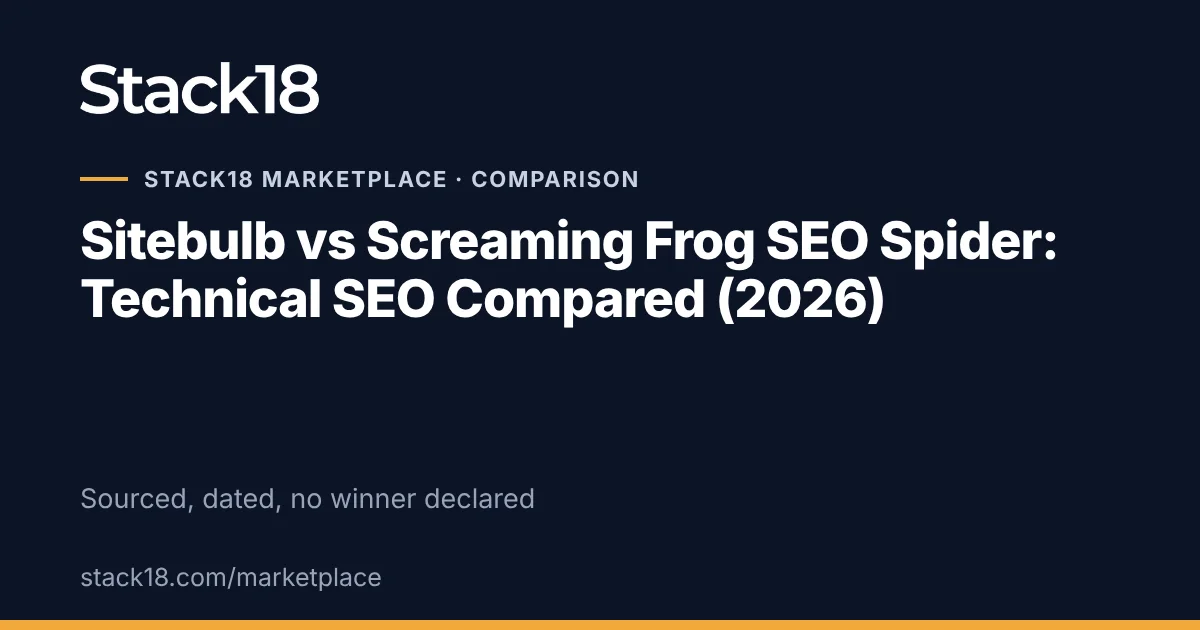 Stack18
STACK18 MARKETPLACE · COMPARISON
Sitebulb vs Screaming Frog SEO Spider:
Technical SEO Compared (2026)
Sourced, dated, no winner declared
stack18.com/marketplace